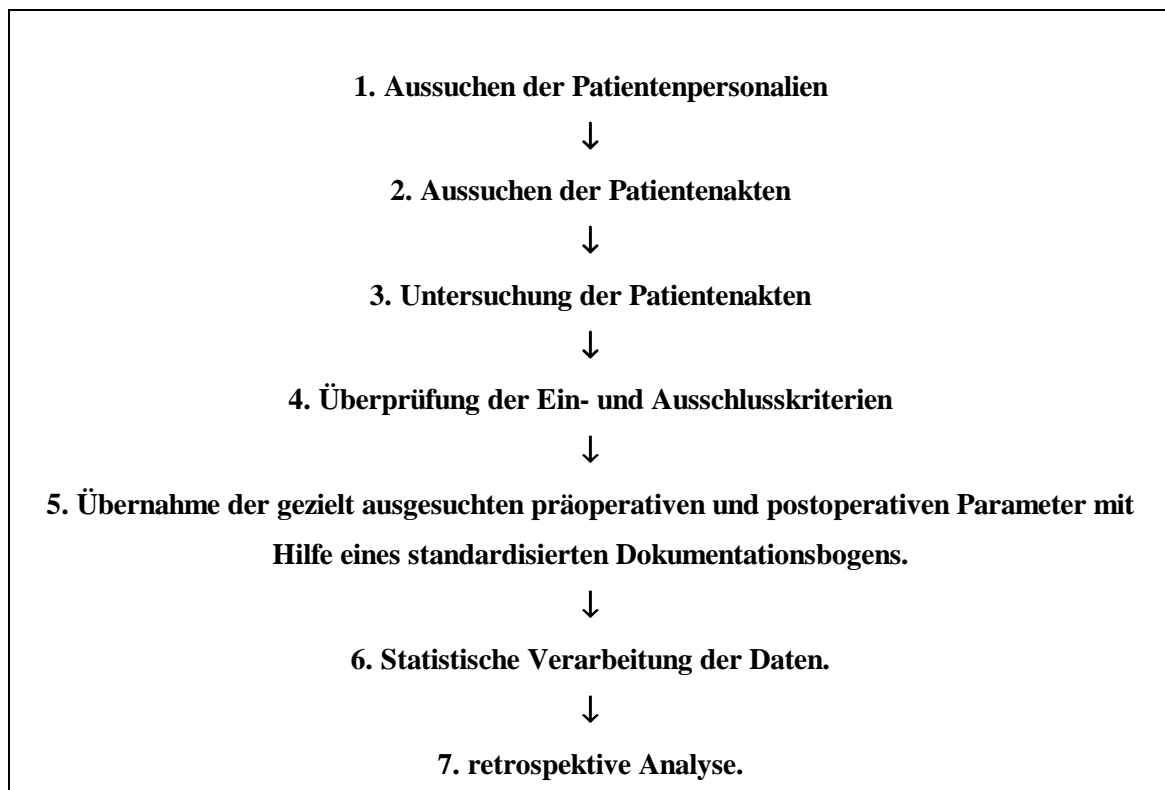 1. Aussuchen der Patientenpersonalien
↓
2. Aussuchen der Patientenakten
↓
3. Untersuchung der Patientenakten
↓
4. Überprüfung der Ein- und Ausschlusskriterien
↓
5. Übernahme der gezielt ausgesuchten präoperativen und postoperativen Parameter mit
Hilfe eines standardisierten Dokumentationsbogens.
↓
6. Statistische Verarbeitung der Daten.
↓
7. retrospektive Analyse.